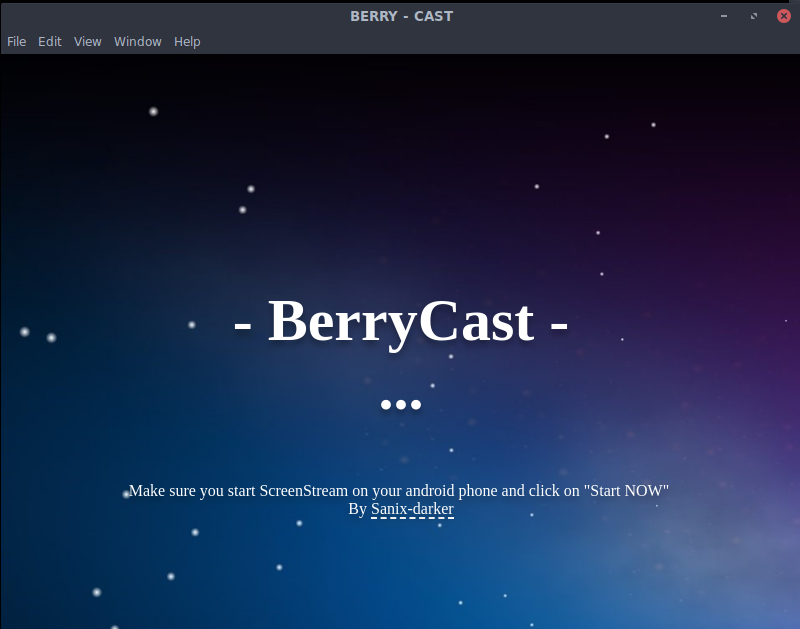 BERRY - CAST
File Edit View Window Help
- BerryCast -
...
Make sure you start ScreenStream on your android phone and click on "Start NOW"
By Sanix-darker